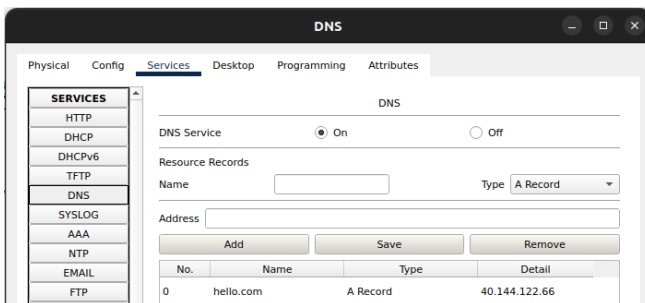 DNS
Physical Config Services Desktop Programming Attributes
SERVICES
HTTP
DHCP
DHCPv6
TFTP
DNS
SYSLOG
AAA
NTP
EMAIL
FTP
DNS
DNS Service On Off
Resource Records
Name Type A Record
Address
Add Save Remove
No. Name Type Detail
0 hello.com A Record 40.144.122.66